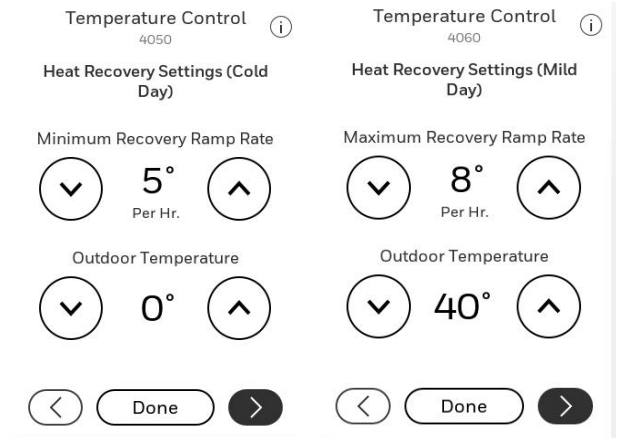 Temperature Control
4050
Heat Recovery Settings (Cold
Day)
Minimum Recovery Ramp Rate
5°
Per Hr.
Outdoor Temperature
0°
Done
Temperature Control
4060
Heat Recovery Settings (Mild
Day)
Maximum Recovery Ramp Rate
8°
Per Hr.
Outdoor Temperature
40°
Done